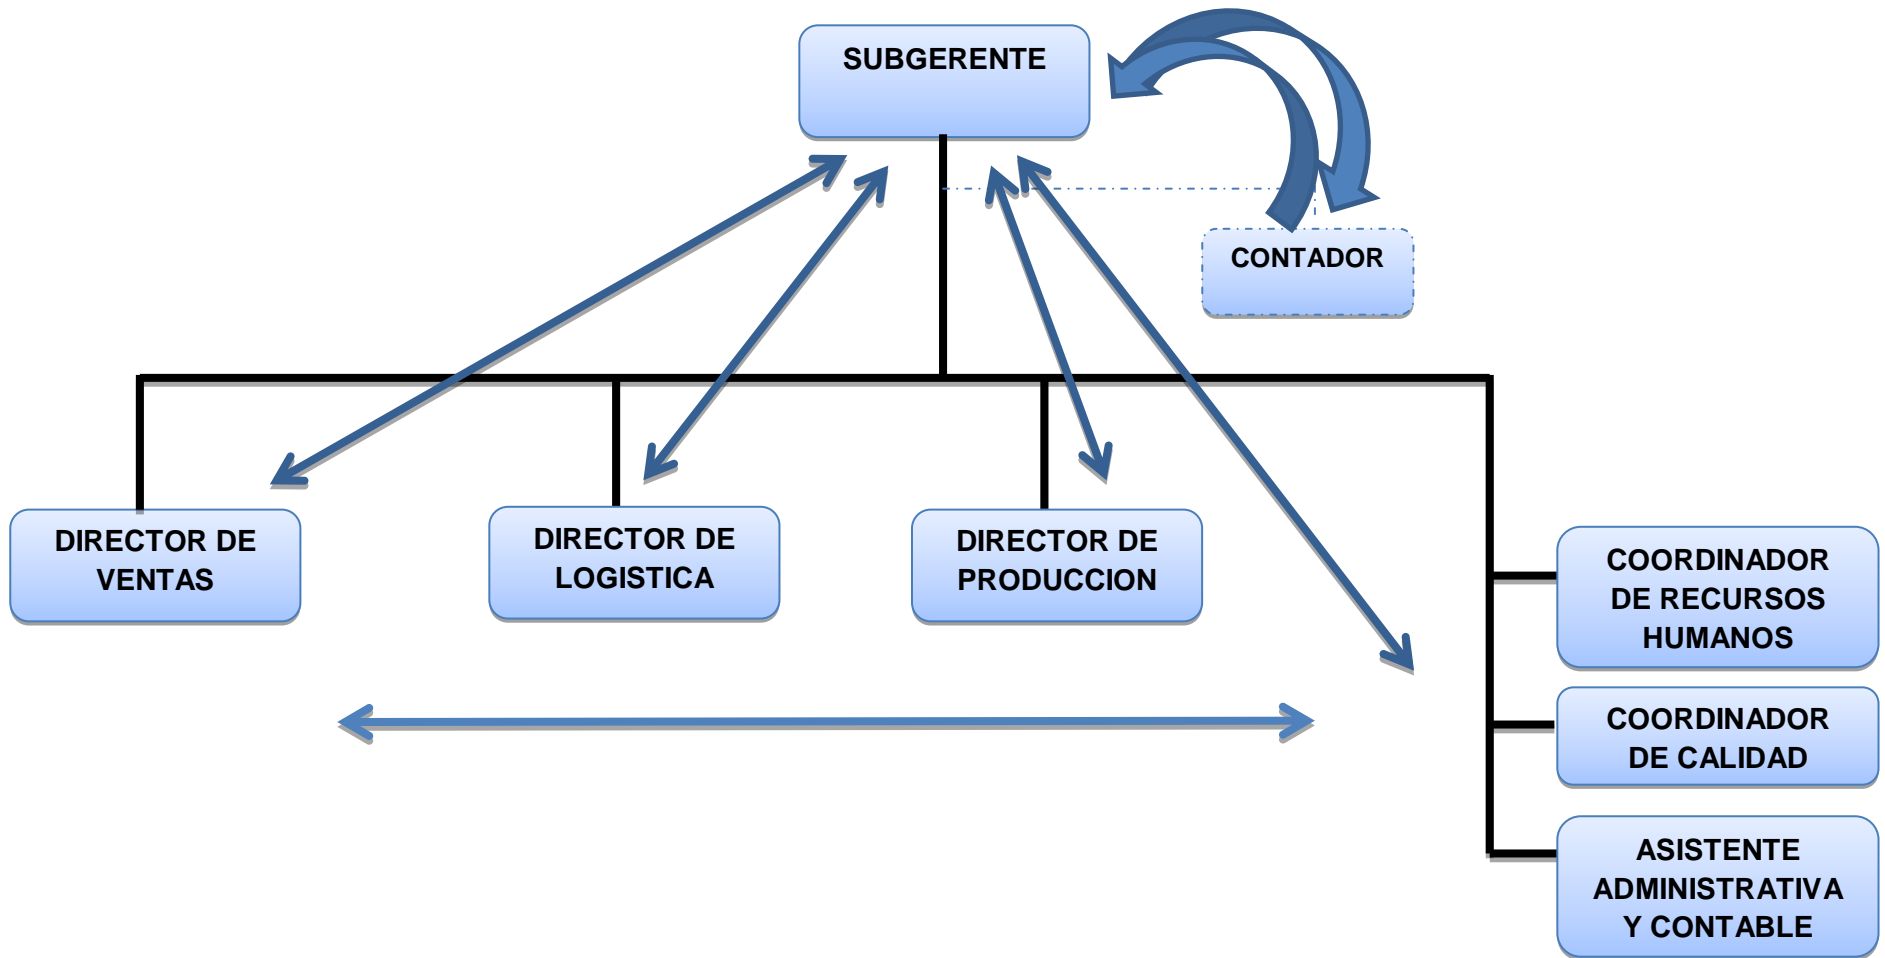 SUBGERENTE
CONTADOR
DIRECTOR DE
VENTAS
DIRECTOR DE
LOGISTICA
DIRECTOR DE
PRODUCCION
COORDINADOR
DE RECURSOS
HUMANOS
COORDINADOR
DE CALIDAD
ASISTENTE
ADMINISTRATIVA
Y CONTABLE